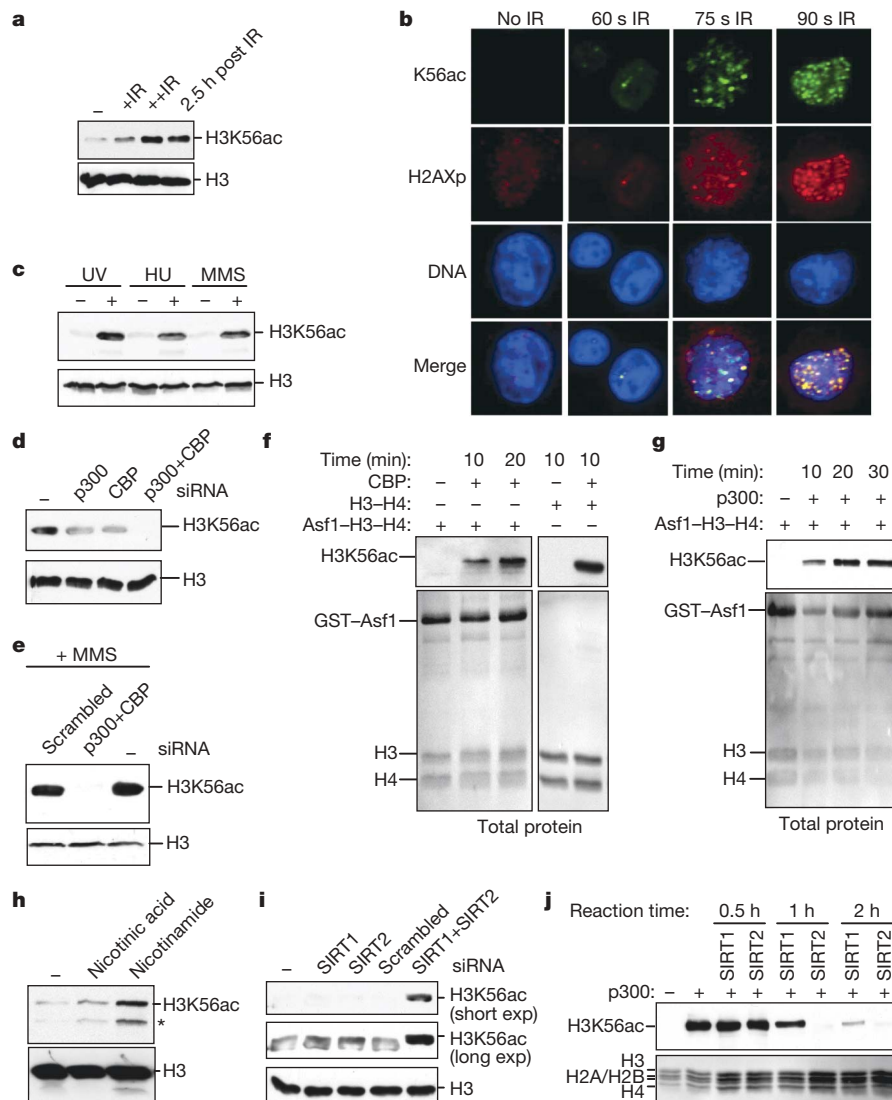 a
− +IR ++IR 2.5 h post IR
H3K56ac
H3
b
No IR 60 s IR 75 s IR 90 s IR
K56ac
H2AXp
DNA
Merge
c
UV HU MMS
− + − + − +
H3K56ac
H3
d
− p300 CBP p300+CBP siRNA
H3K56ac
H3
e
+ MMS
Scrambled p300+CBP − siRNA
H3K56ac
H3
f
Time (min): 10 20 10 10
CBP: − + + − +
H3–H4: − − − + +
Asf1–H3–H4: + + + − −
H3K56ac
GST–Asf1
H3
H4
Total protein
g
Time (min): 10 20 30
p300: − + + +
Asf1–H3–H4: + + + +
H3K56ac
GST–Asf1
H3
H4
Total protein
h
− Nicotinic acid Nicotinamide
H3K56ac
*
H3
i
− SIRT1 SIRT2 Scrambled SIRT1+SIRT2 siRNA
H3K56ac
(short exp)
H3K56ac
(long exp)
H3
j
Reaction time: 0.5 h 1 h 2 h
SIRT1 SIRT2 SIRT1 SIRT2 SIRT1 SIRT2
p300: − + + + + + + +
H3K56ac
H3
H2A/H2B
H4